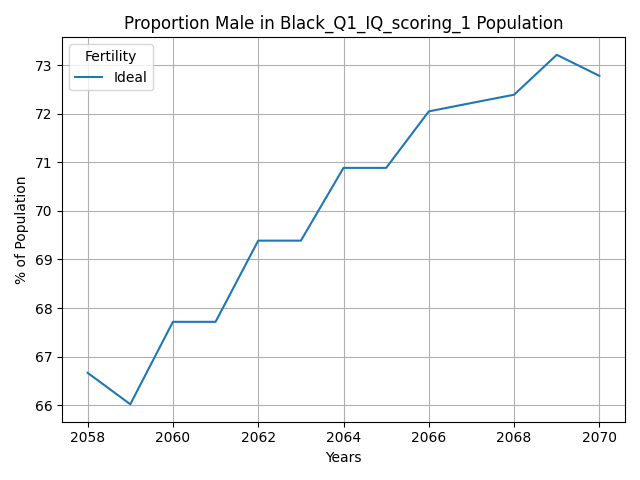 Proportion Male in Black_Q1_IQ_scoring_1 Population
Fertility
Ideal
% of Population
73
72
71
70
69
68
67
66
2058 2060 2062 2064 2066 2068 2070
Years